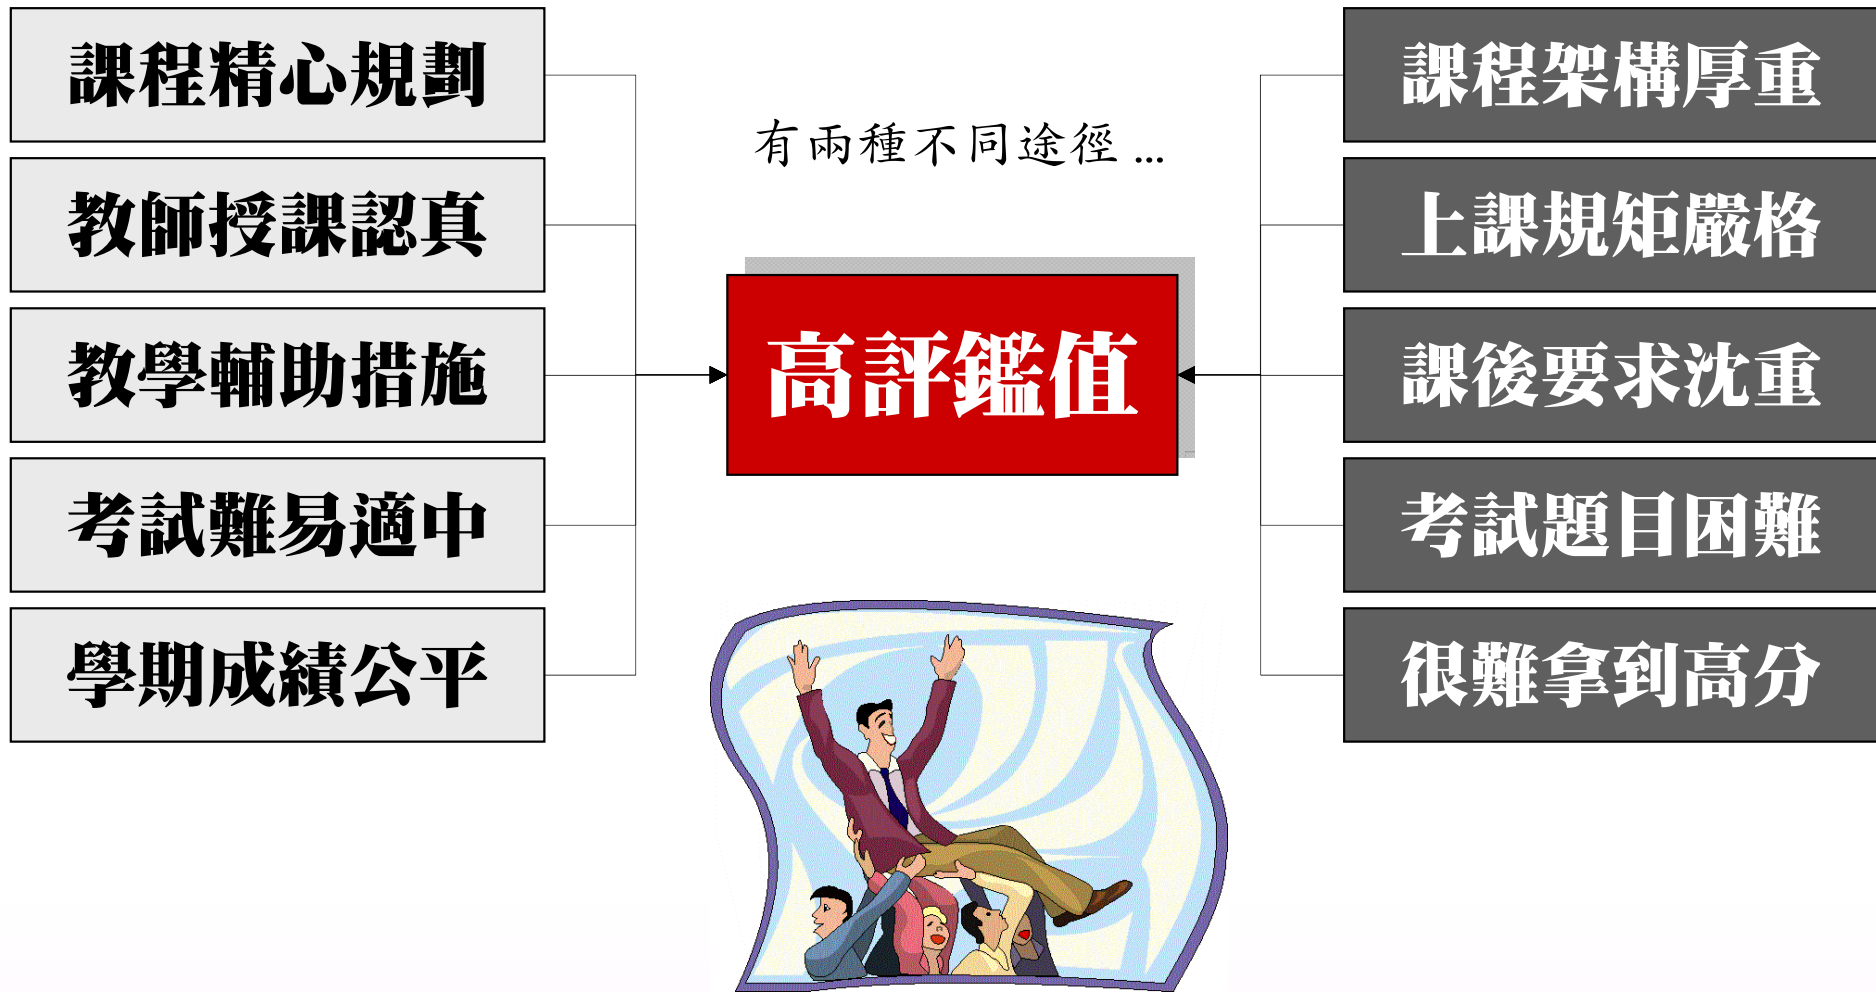 課程精心規劃
教師授課認真
教學輔助措施
考試難易適中
學期成績公平
有兩種不同途徑...
高評鑑值
課程架構厚重
上課規矩嚴格
課後要求沈重
考試題目困難
很難拿到高分